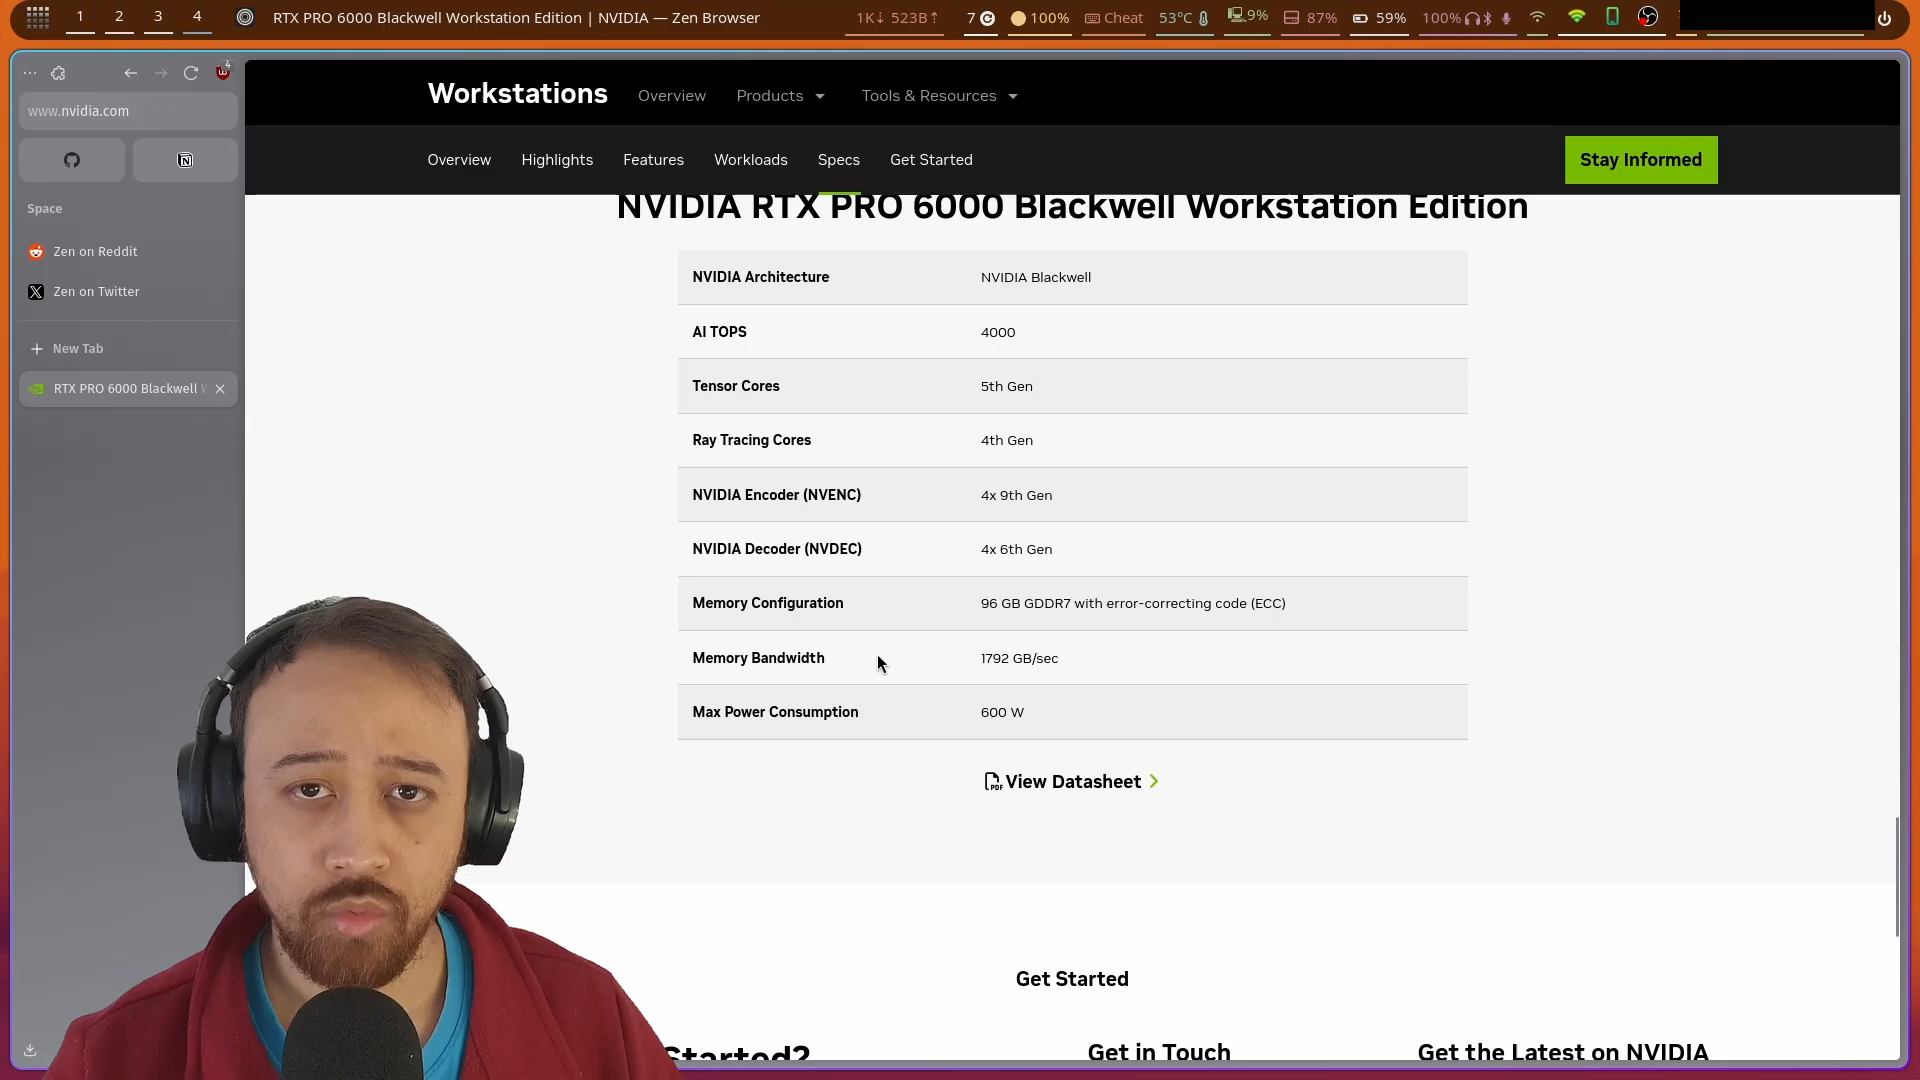 1
2
3
4
RTX PRO 6000 Blackwell Workstation Edition | NVIDIA — Zen Browser
1K↓ 523B↑
7
100%
Cheat
53°C
9%
87%
59%
100%
4
www.nvidia.com
Space
Zen on Reddit
Zen on Twitter
New Tab
RTX PRO 6000 Blackwell
Workstations
Overview
Products
Tools & Resources
Overview
Highlights
Features
Workloads
Specs
Get Started
Stay Informed
NVIDIA RTX PRO 6000 Blackwell Workstation Edition
NVIDIA Architecture NVIDIA Blackwell
AI TOPS 4000
Tensor Cores 5th Gen
Ray Tracing Cores 4th Gen
NVIDIA Encoder (NVENC) 4x 9th Gen
NVIDIA Decoder (NVDEC) 4x 6th Gen
Memory Configuration 96 GB GDDR7 with error-correcting code (ECC)
Memory Bandwidth 1792 GB/sec
Max Power Consumption 600 W
PDF View Datasheet
Get Started
Started?
Get in Touch
Get the Latest on NVIDIA